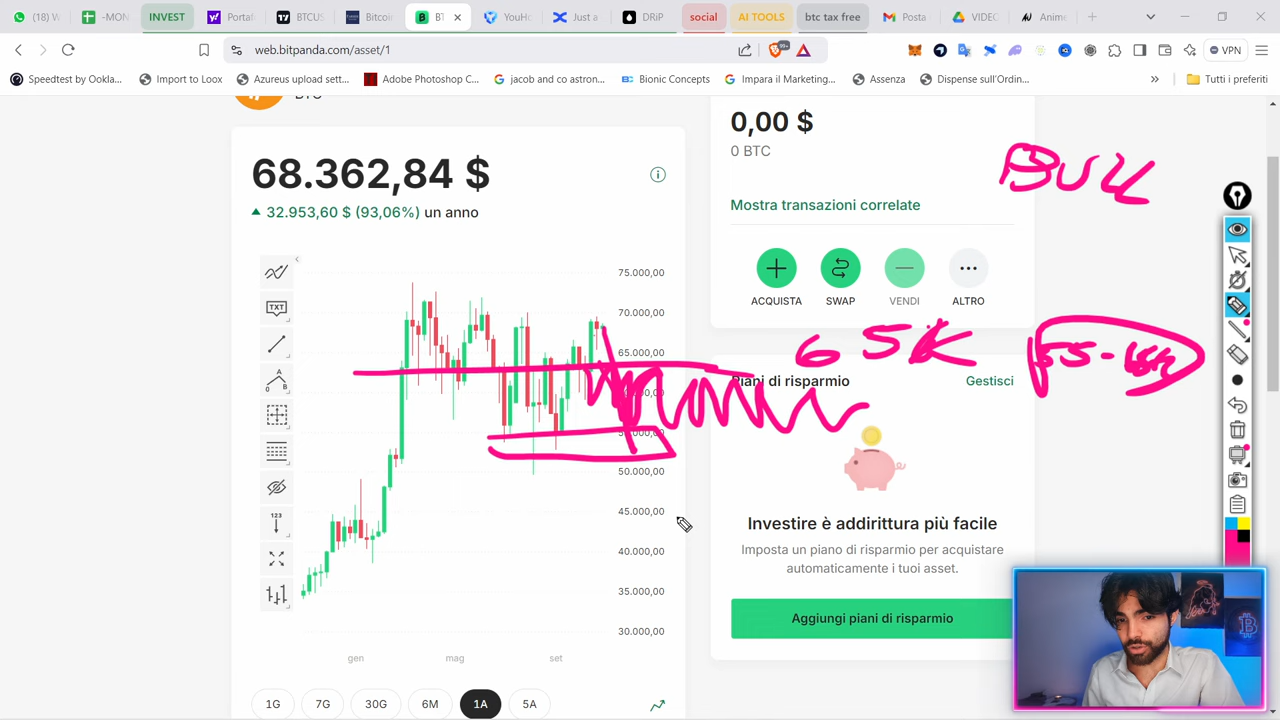 (18) W
-MON
INVEST
Portaf
BTCUS
Bitcoi
BT
YouHo
Just a
DRiP
social
AI TOOLS
btc tax free
Posta
VIDEO
Anime
web.bitpanda.com/asset/1
99+
VPN
Speedtest by Ookla...
Import to Loox
Azureus upload sett...
Adobe Photoshop C...
jacob and co astron...
Bionic Concepts
Impara il Marketing...
Assenza
Dispense sull'Ordin...
»
Tutti i preferiti
BTC
68.362,84 $
32.953,60 $ (93,06%) un anno
TXT
A
B
123
75.000,00
70.000,00
65.000,00
50.000,00
45.000,00
40.000,00
35.000,00
30.000,00
gen
mag
set
1G
7G
30G
6M
1A
5A
0,00 $
0 BTC
Mostra transazioni correlate
ACQUISTA
SWAP
VENDI
ALTRO
BULL
65K
Piani di risparmio
Gestisci
Investire è addirittura più facile
Imposta un piano di risparmio per acquistare
automaticamente i tuoi asset.
Aggiungi piani di risparmio